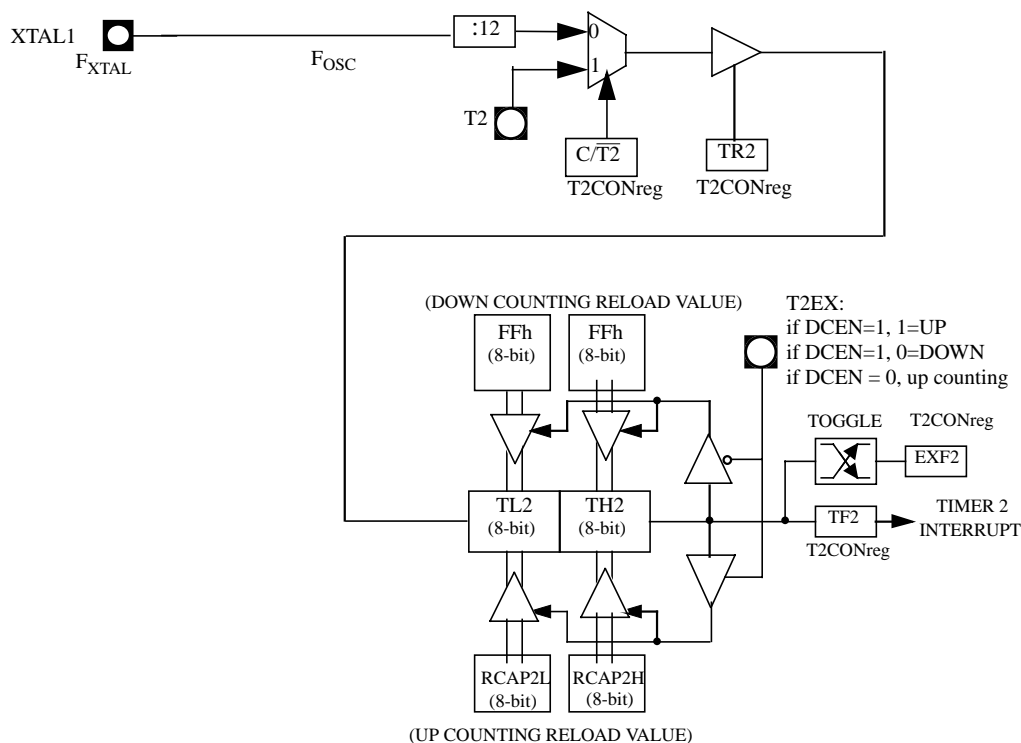 XTAL1
FXTAL
FOSC
:12
0
1
T2
C/T2
T2CONreg
TR2
T2CONreg
(DOWN COUNTING RELOAD VALUE)
FFh
(8-bit)
FFh
(8-bit)
T2EX:
if DCEN=1, 1=UP
if DCEN=1, 0=DOWN
if DCEN = 0, up counting
TOGGLE
T2CONreg
EXF2
TL2
(8-bit)
TH2
(8-bit)
TF2
T2CONreg
TIMER 2
INTERRUPT
RCAP2L
(8-bit)
RCAP2H
(8-bit)
(UP COUNTING RELOAD VALUE)